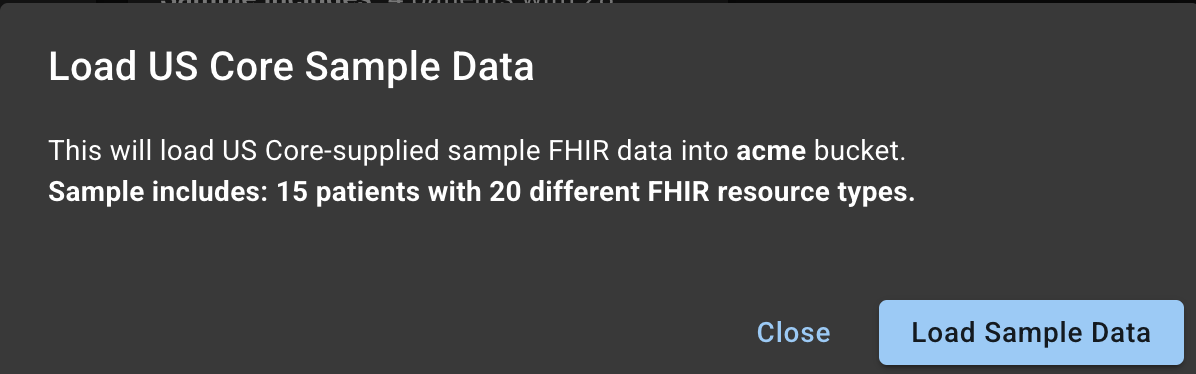 Load US Core Sample Data
This will load US Core-supplied sample FHIR data into acme bucket.
Sample includes: 15 patients with 20 different FHIR resource types.
Close
Load Sample Data